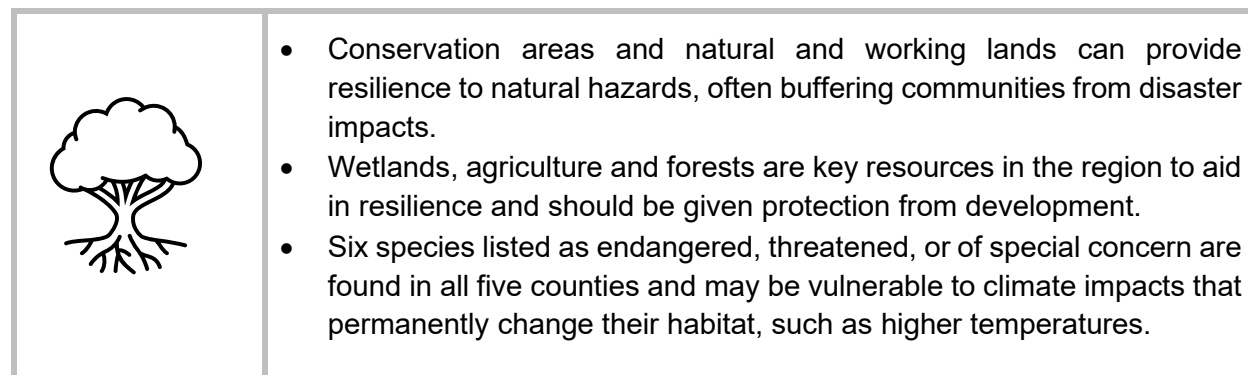 • Conservation areas and natural and working lands can provide
resilience to natural hazards, often buffering communities from disaster
impacts.
• Wetlands, agriculture and forests are key resources in the region to aid
in resilience and should be given protection from development.
• Six species listed as endangered, threatened, or of special concern are
found in all five counties and may be vulnerable to climate impacts that
permanently change their habitat, such as higher temperatures.